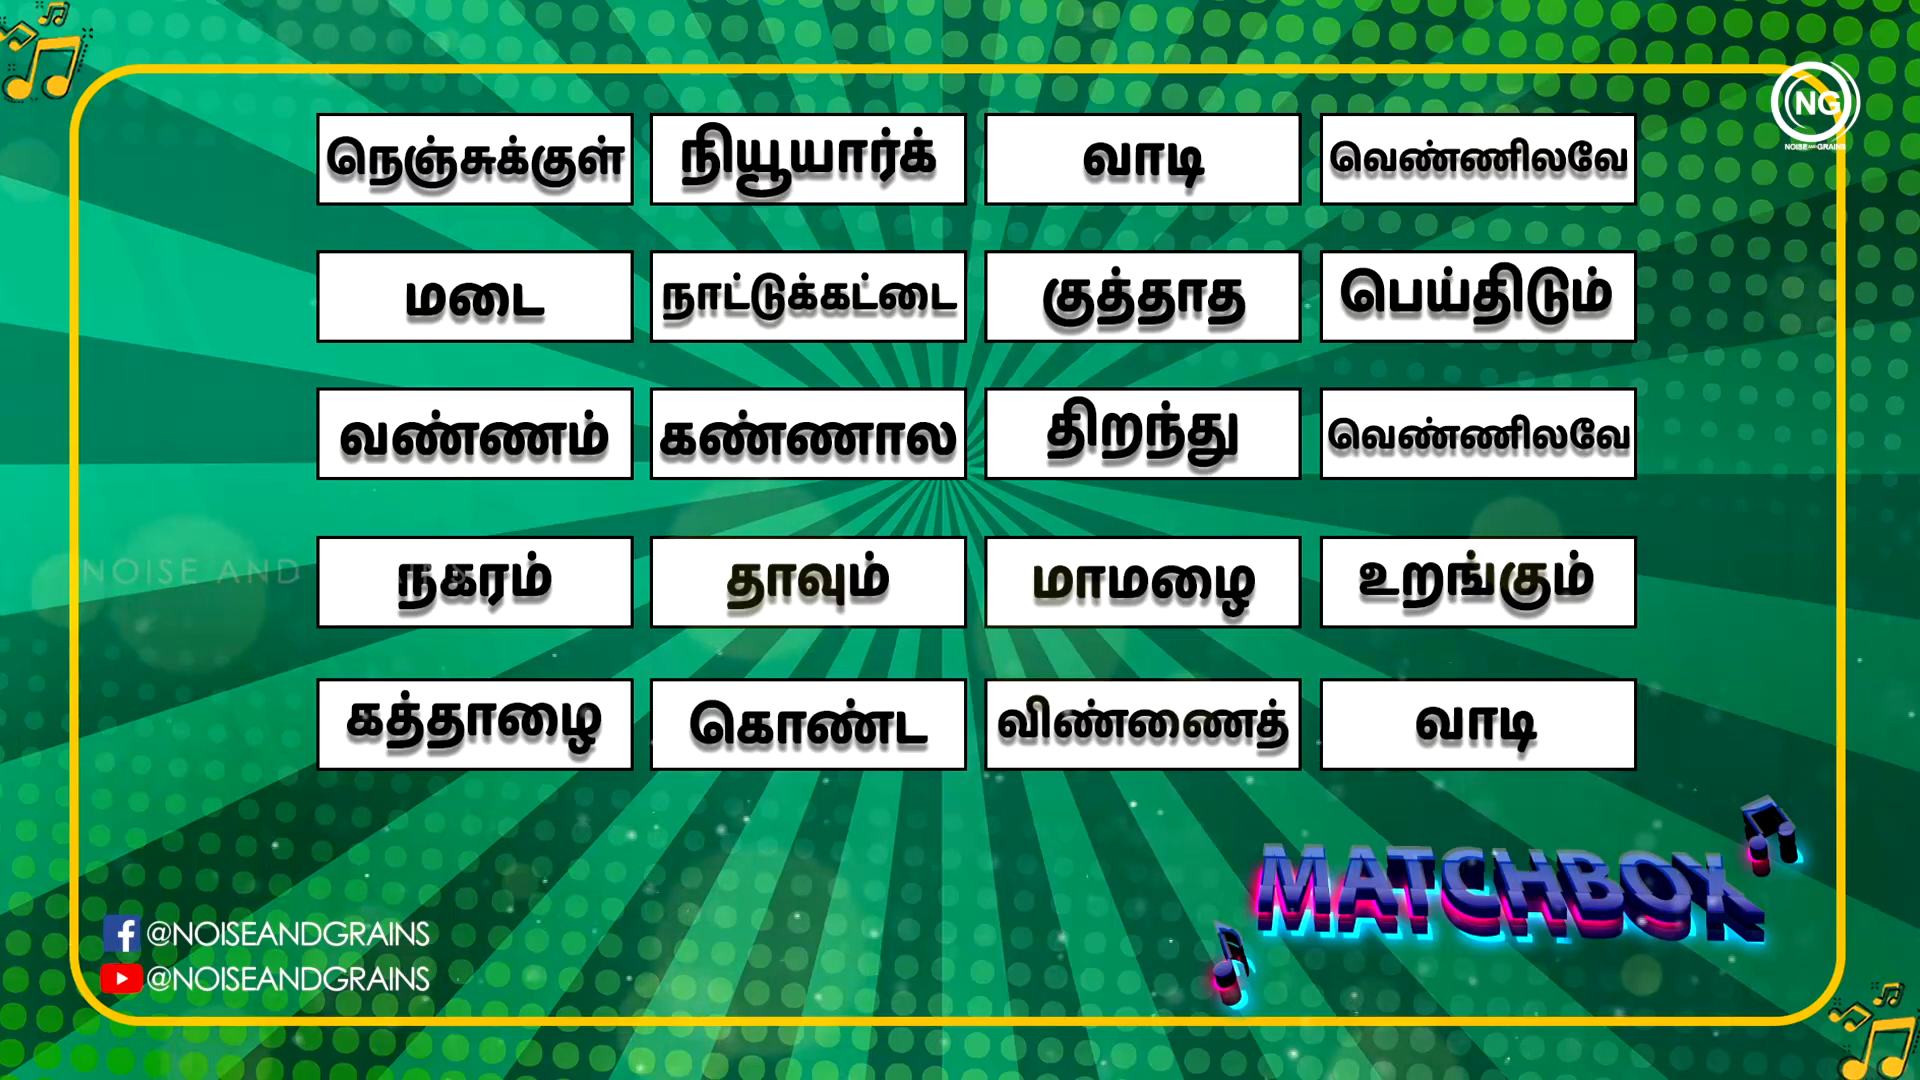 NG
NOISE AND GRAINS
நெஞ்சுக்குள் நியூயார்க் வாடி வெண்ணிலவே
மடை நாட்டுக்கட்டை குத்தாத பெய்திடும்
வண்ணம் கண்ணால திறந்து வெண்ணிலவே
NOISE AND
நகரம் தாவும் மாமழை உறங்கும்
கத்தாழை கொண்ட விண்ணைத் வாடி
MATCHBOX
@NOISEANDGRAINS
@NOISEANDGRAINS